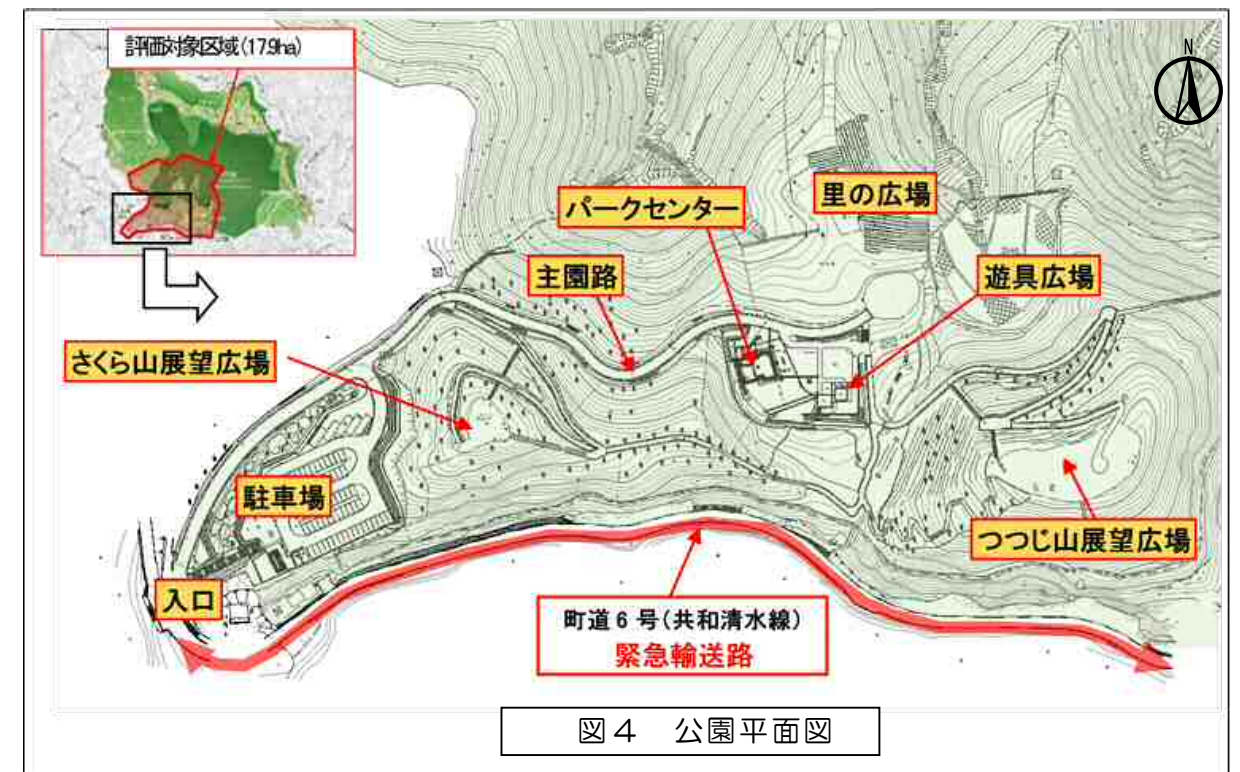 評価対象区域(17.9ha)
N
パークセンター
里の広場
主園路
遊具広場
さくら山展望広場
駐車場
つつじ山展望広場
入口
町道6号(共和清水線)
緊急輸送路
図4 公園平面図